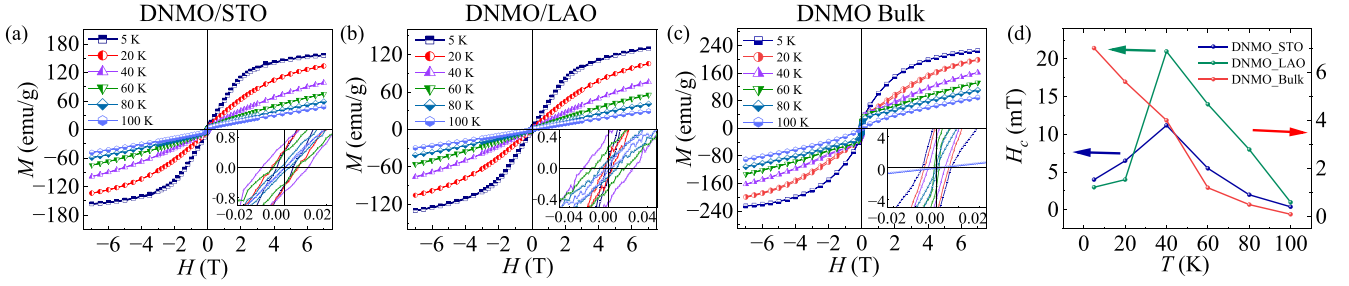 DNMO/STO
(a)
180
120
60
0
−60
−120
−180
M (emu/g)
5 K
20 K
40 K
60 K
80 K
100 K
0.8
0.0
−0.8
−0.02 0.00 0.02
−6 −4 −2 0 2 4 6
H (T)
DNMO/LAO
(b)
120
60
0
−60
−120
M (emu/g)
5 K
20 K
40 K
60 K
80 K
100 K
0.4
0.0
−0.4
−0.04 0.00 0.04
−6 −4 −2 0 2 4 6
H (T)
DNMO Bulk
(c)
240
180
120
60
0
−60
−120
−180
−240
M (emu/g)
5 K
20 K
40 K
60 K
80 K
100 K
4
0
−4
−0.02 0.00 0.02
−6 −4 −2 0 2 4 6
H (T)
(d)
20
15
10
5
0
Hc (mT)
DNMO_STO
DNMO_LAO
DNMO_Bulk
6
4
2
0
0 20 40 60 80 100
T (K)